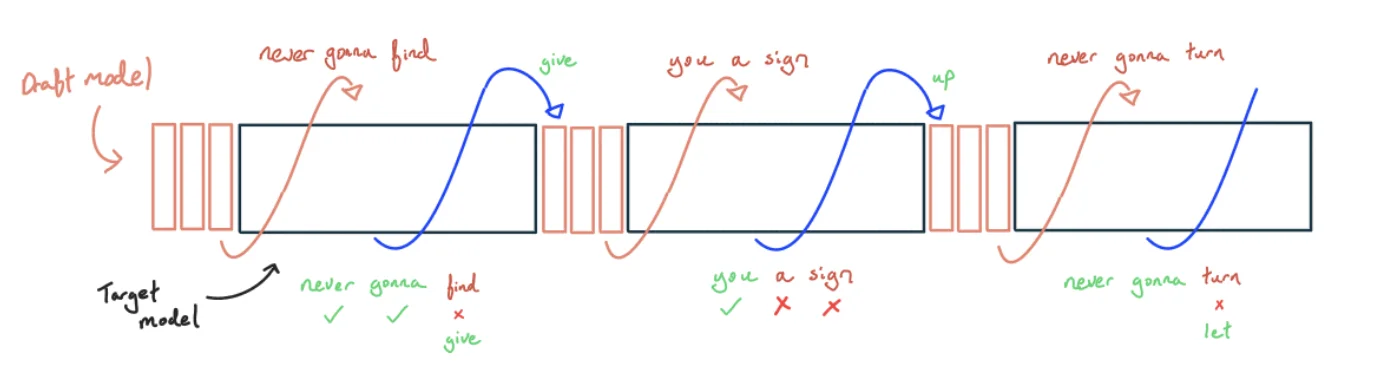 Draft model
never gonna find
give
you a sign
up
never gonna turn
Target
model
never gonna find
give
you a sign
never gonna turn
let